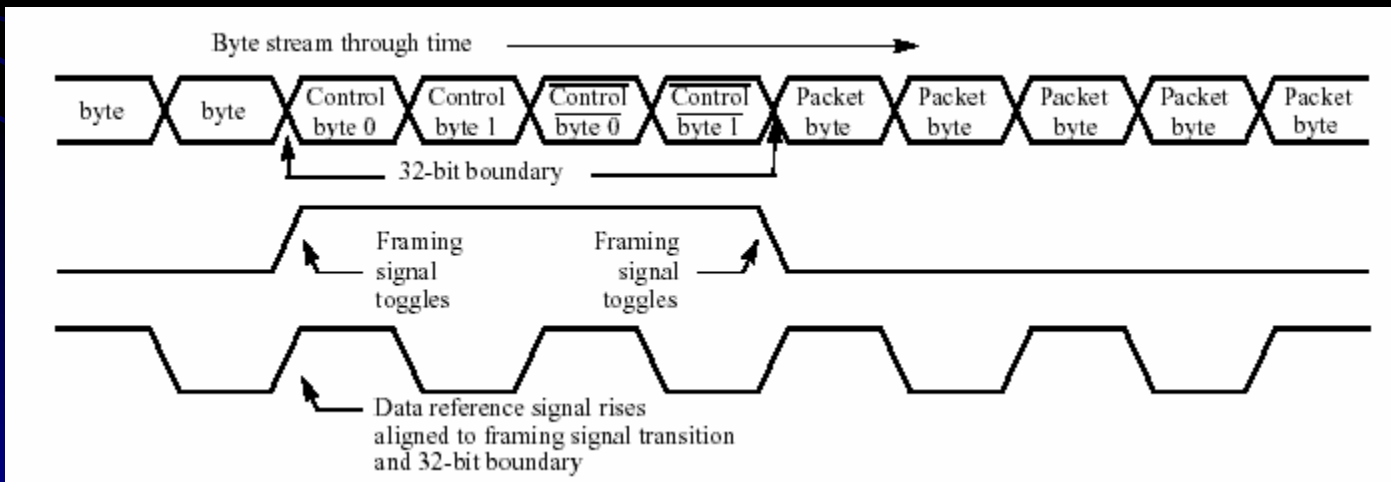 Byte stream through time
byte
byte
Control
byte 0
Control
byte 1
Control
byte 0
Control
byte 1
Packet
byte
Packet
byte
Packet
byte
Packet
byte
Packet
byte
32-bit boundary
Framing
signal
toggles
Framing
signal
toggles
Data reference signal rises
aligned to framing signal transition
and 32-bit boundary